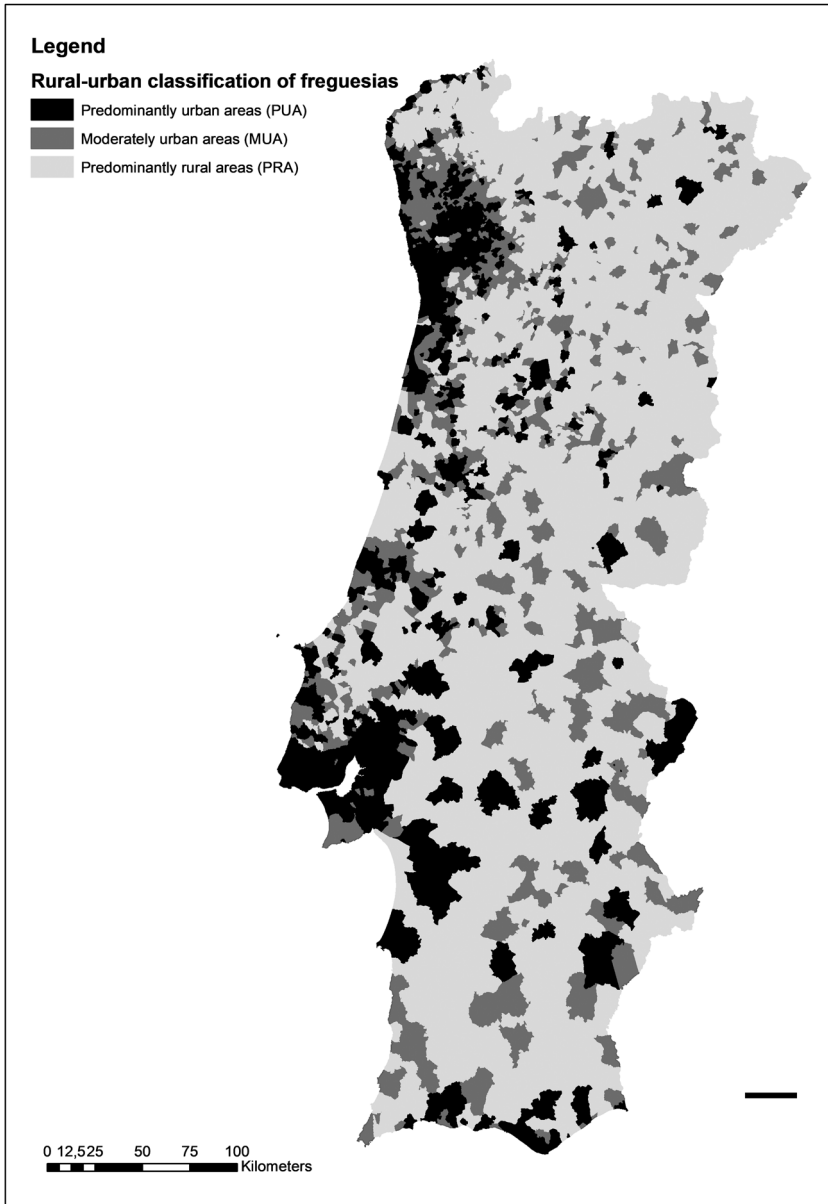 Legend
Rural-urban classification of freguesias
Predominantly urban areas (PUA)
Moderately urban areas (MUA)
Predominantly rural areas (PRA)
0 12,525 50 75 100
Kilometers